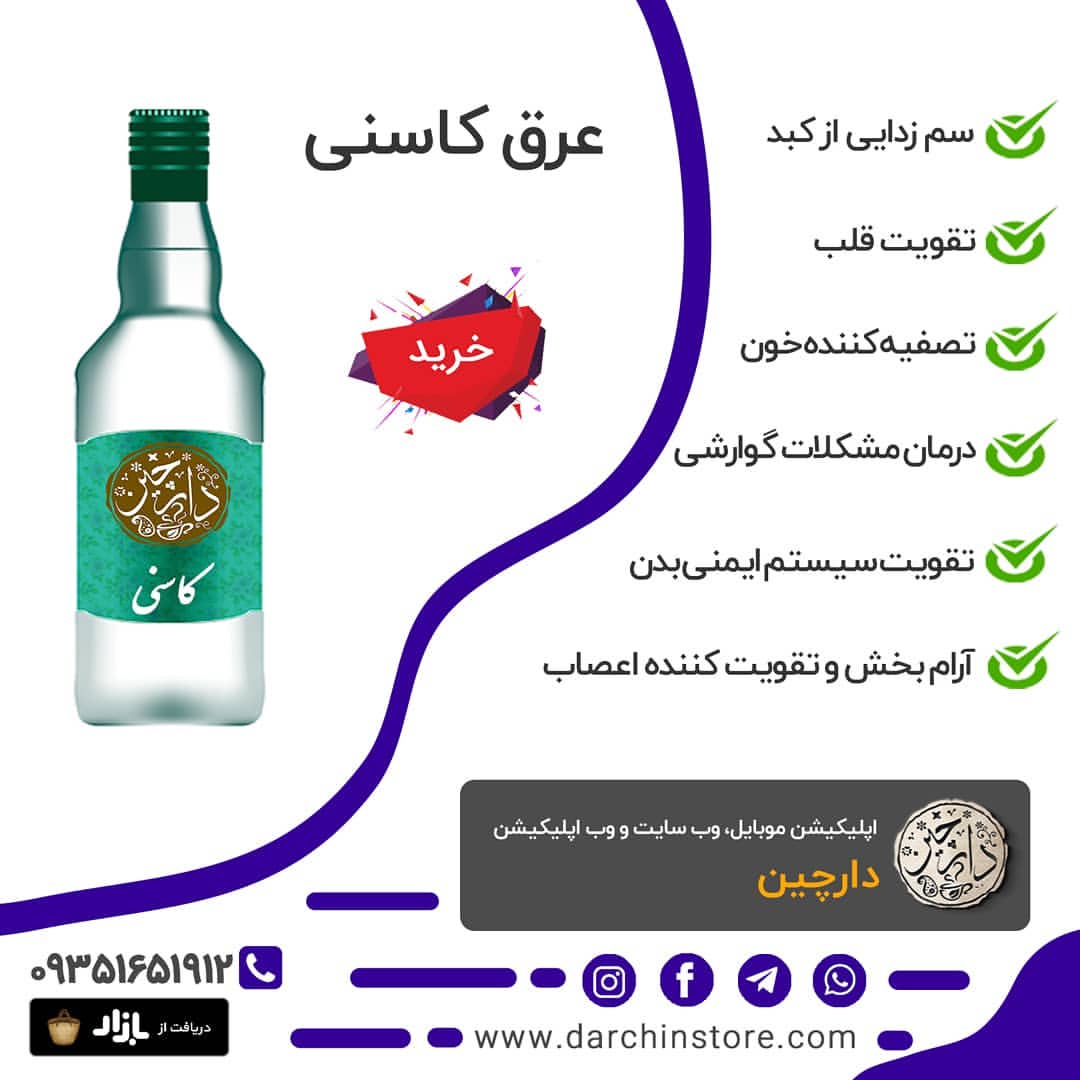 عرق کاسنی
خرید
دارچین
کاسنی
سم زدایی از کبد
تقویت قلب
تصفیه کننده خون
درمان مشکلات گوارشی
تقویت سیستم ایمنی بدن
آرام بخش و تقویت کننده اعصاب
دارچین
اپلیکیشن موبایل، وب سایت و وب اپلیکیشن
دارچین
۰۹۳۵۱۶۵۱۹۱۲
دریافت از بازار
www.darchinstore.com